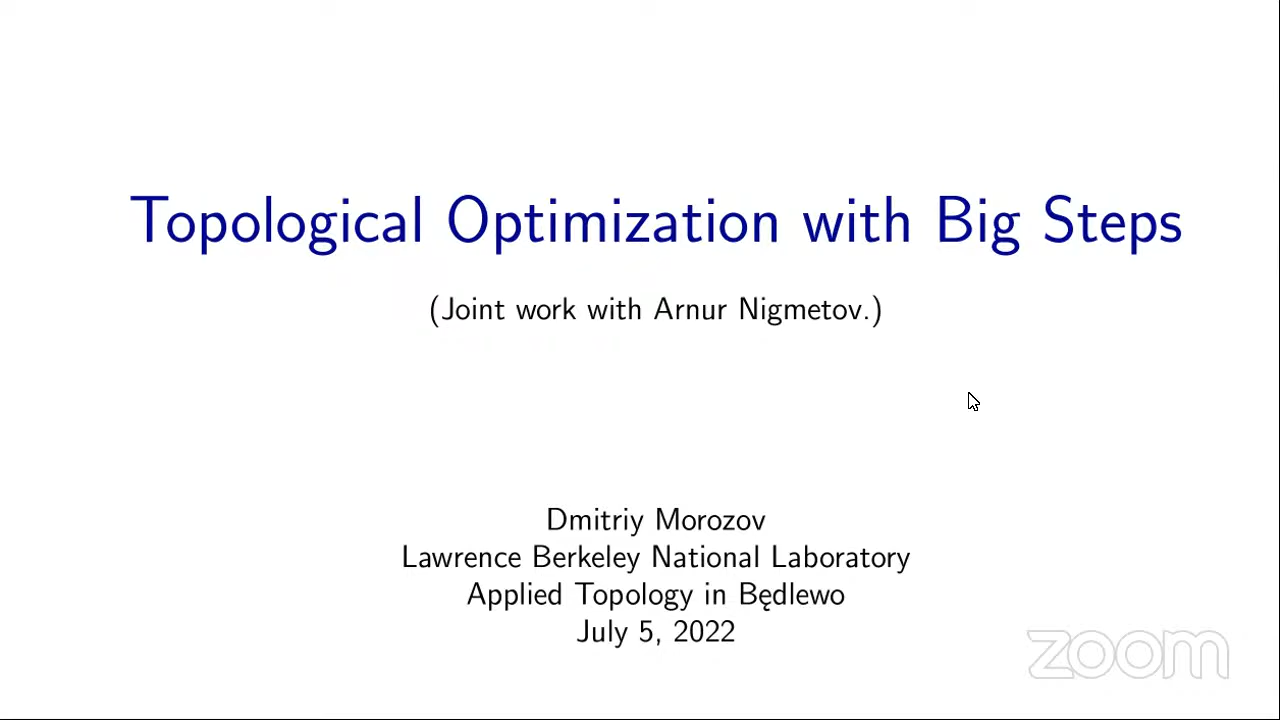 Topological Optimization with Big Steps
(Joint work with Arnur Nigmetov.)
Dmitriy Morozov
Lawrence Berkeley National Laboratory
Applied Topology in Będlewo
July 5, 2022
zoom